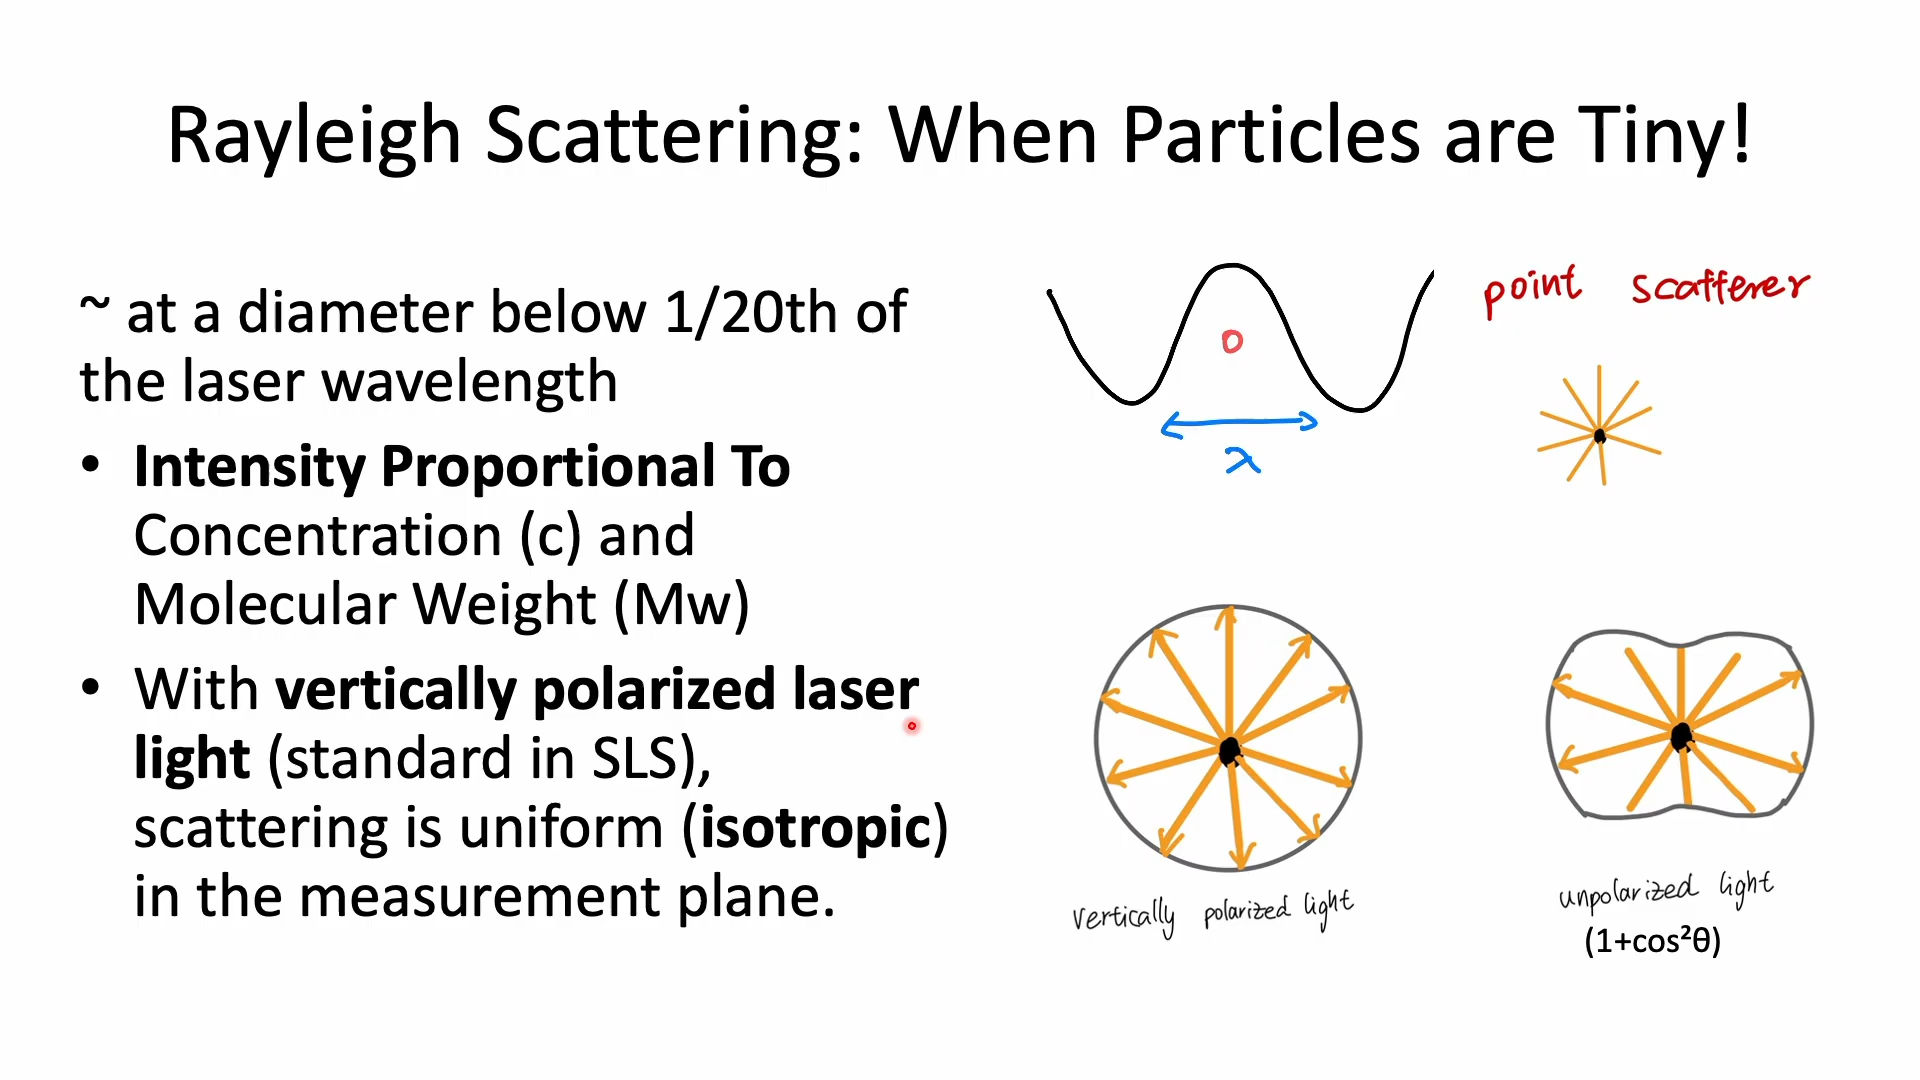 Rayleigh Scattering: When Particles are Tiny!
~ at a diameter below 1/20th of
the laser wavelength
• Intensity Proportional To
Concentration (c) and
Molecular Weight (Mw)
• With vertically polarized laser
light (standard in SLS),
scattering is uniform (isotropic)
in the measurement plane.
point scatterer
λ
vertically polarized light
unpolarized light
(1+cos²θ)